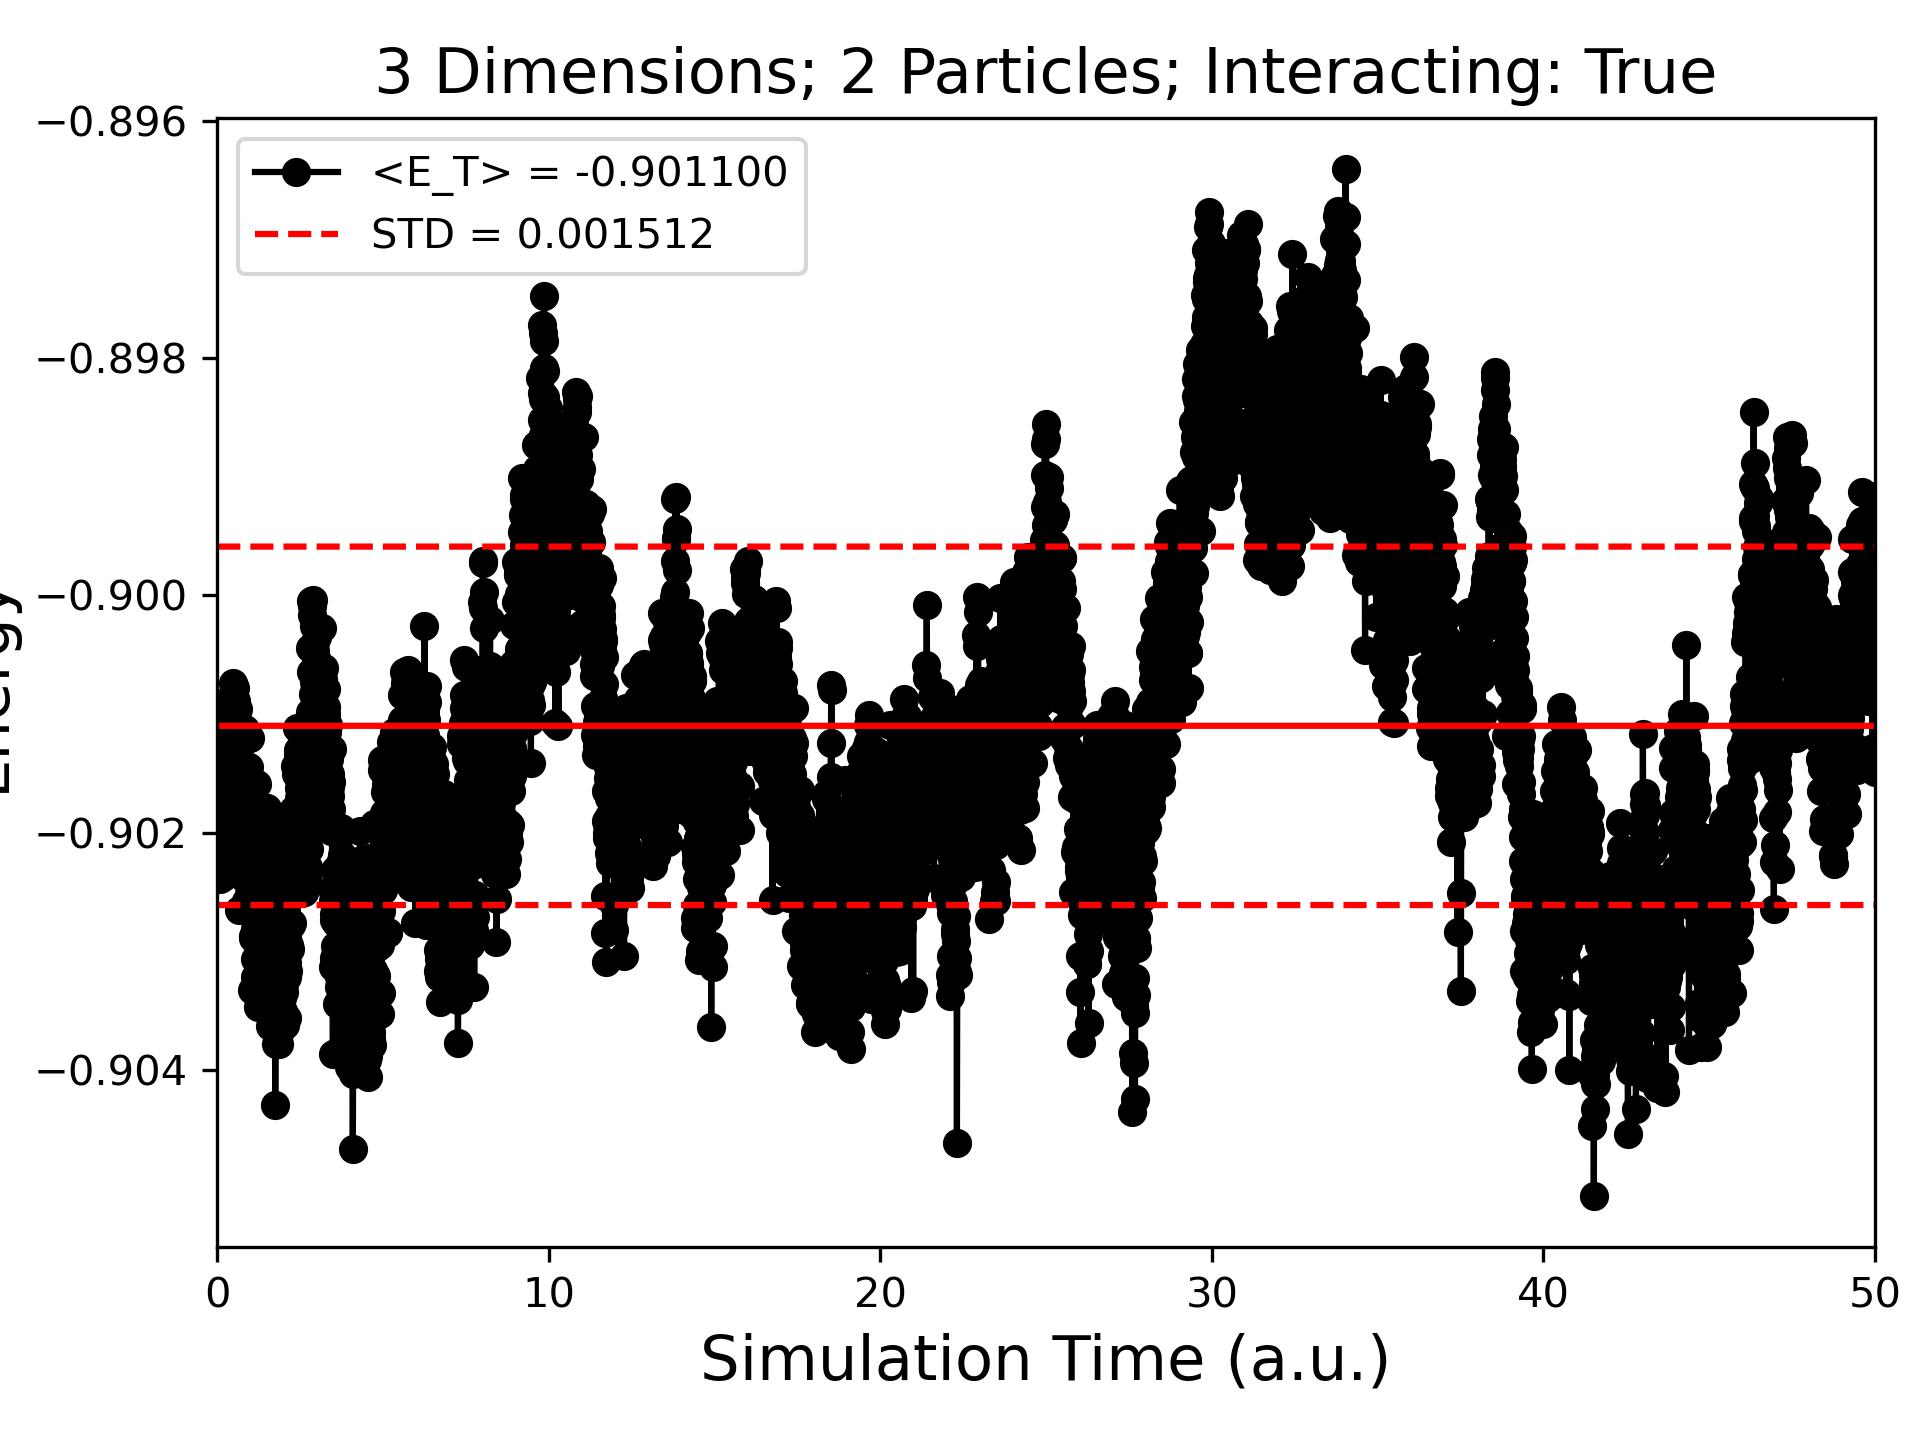 3 Dimensions; 2 Particles; Interacting: True
<E_T> = -0.901100
STD = 0.001512
−0.896
−0.898
−0.900
−0.902
−0.904
Energy
0 10 20 30 40 50
Simulation Time (a.u.)